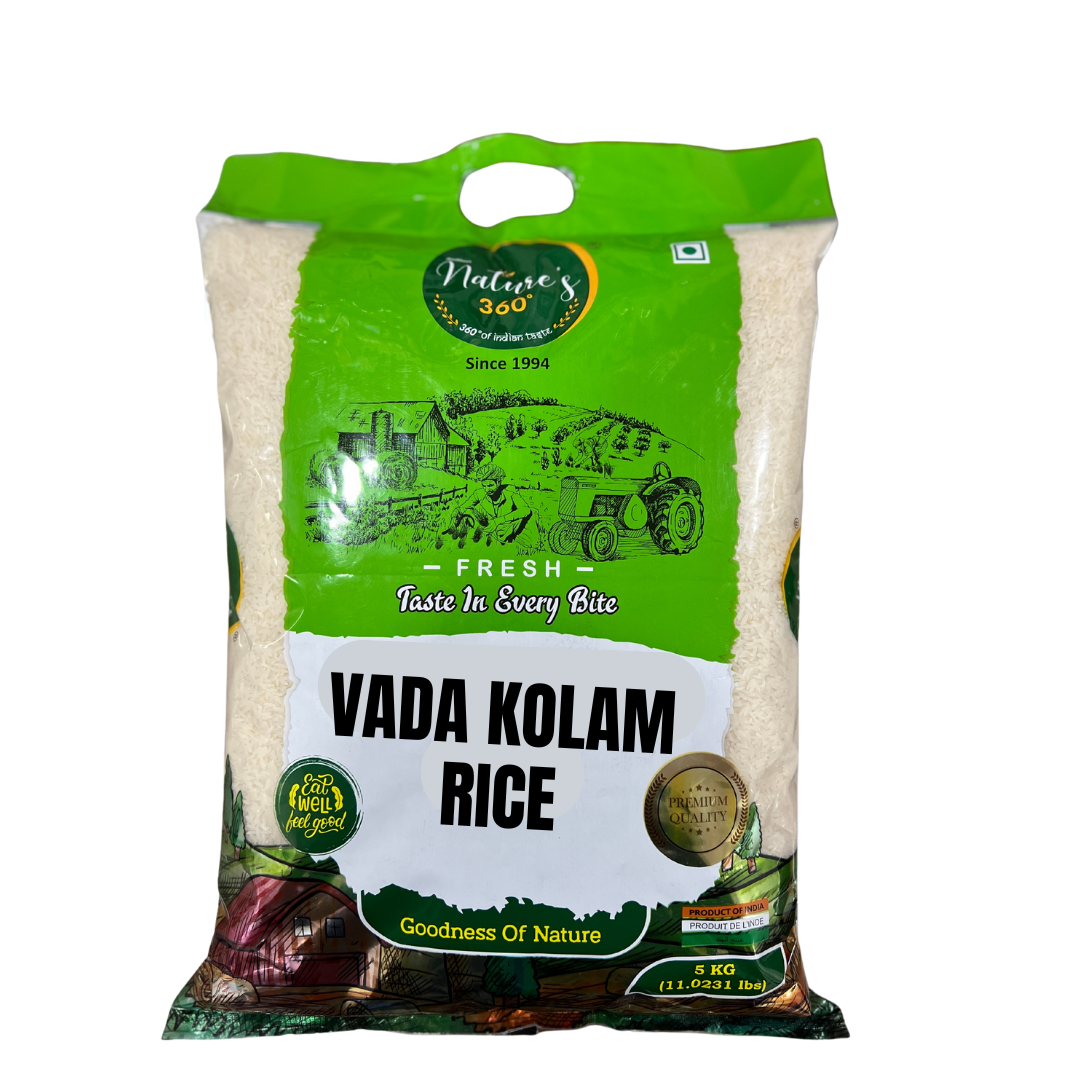 Nature's
360°
360° of indian taste
Since 1994
– FRESH –
Taste In Every Bite
VADA KOLAM
RICE
Eat
WELL
feel good
PREMIUM
QUALITY
Goodness Of Nature
PRODUCT OF INDIA
PRODUIT DE L'INDE
5 KG
(11.0231 lbs)